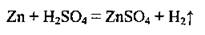 Zn + H₂SO₄ = ZnSO₄ + H₂↑